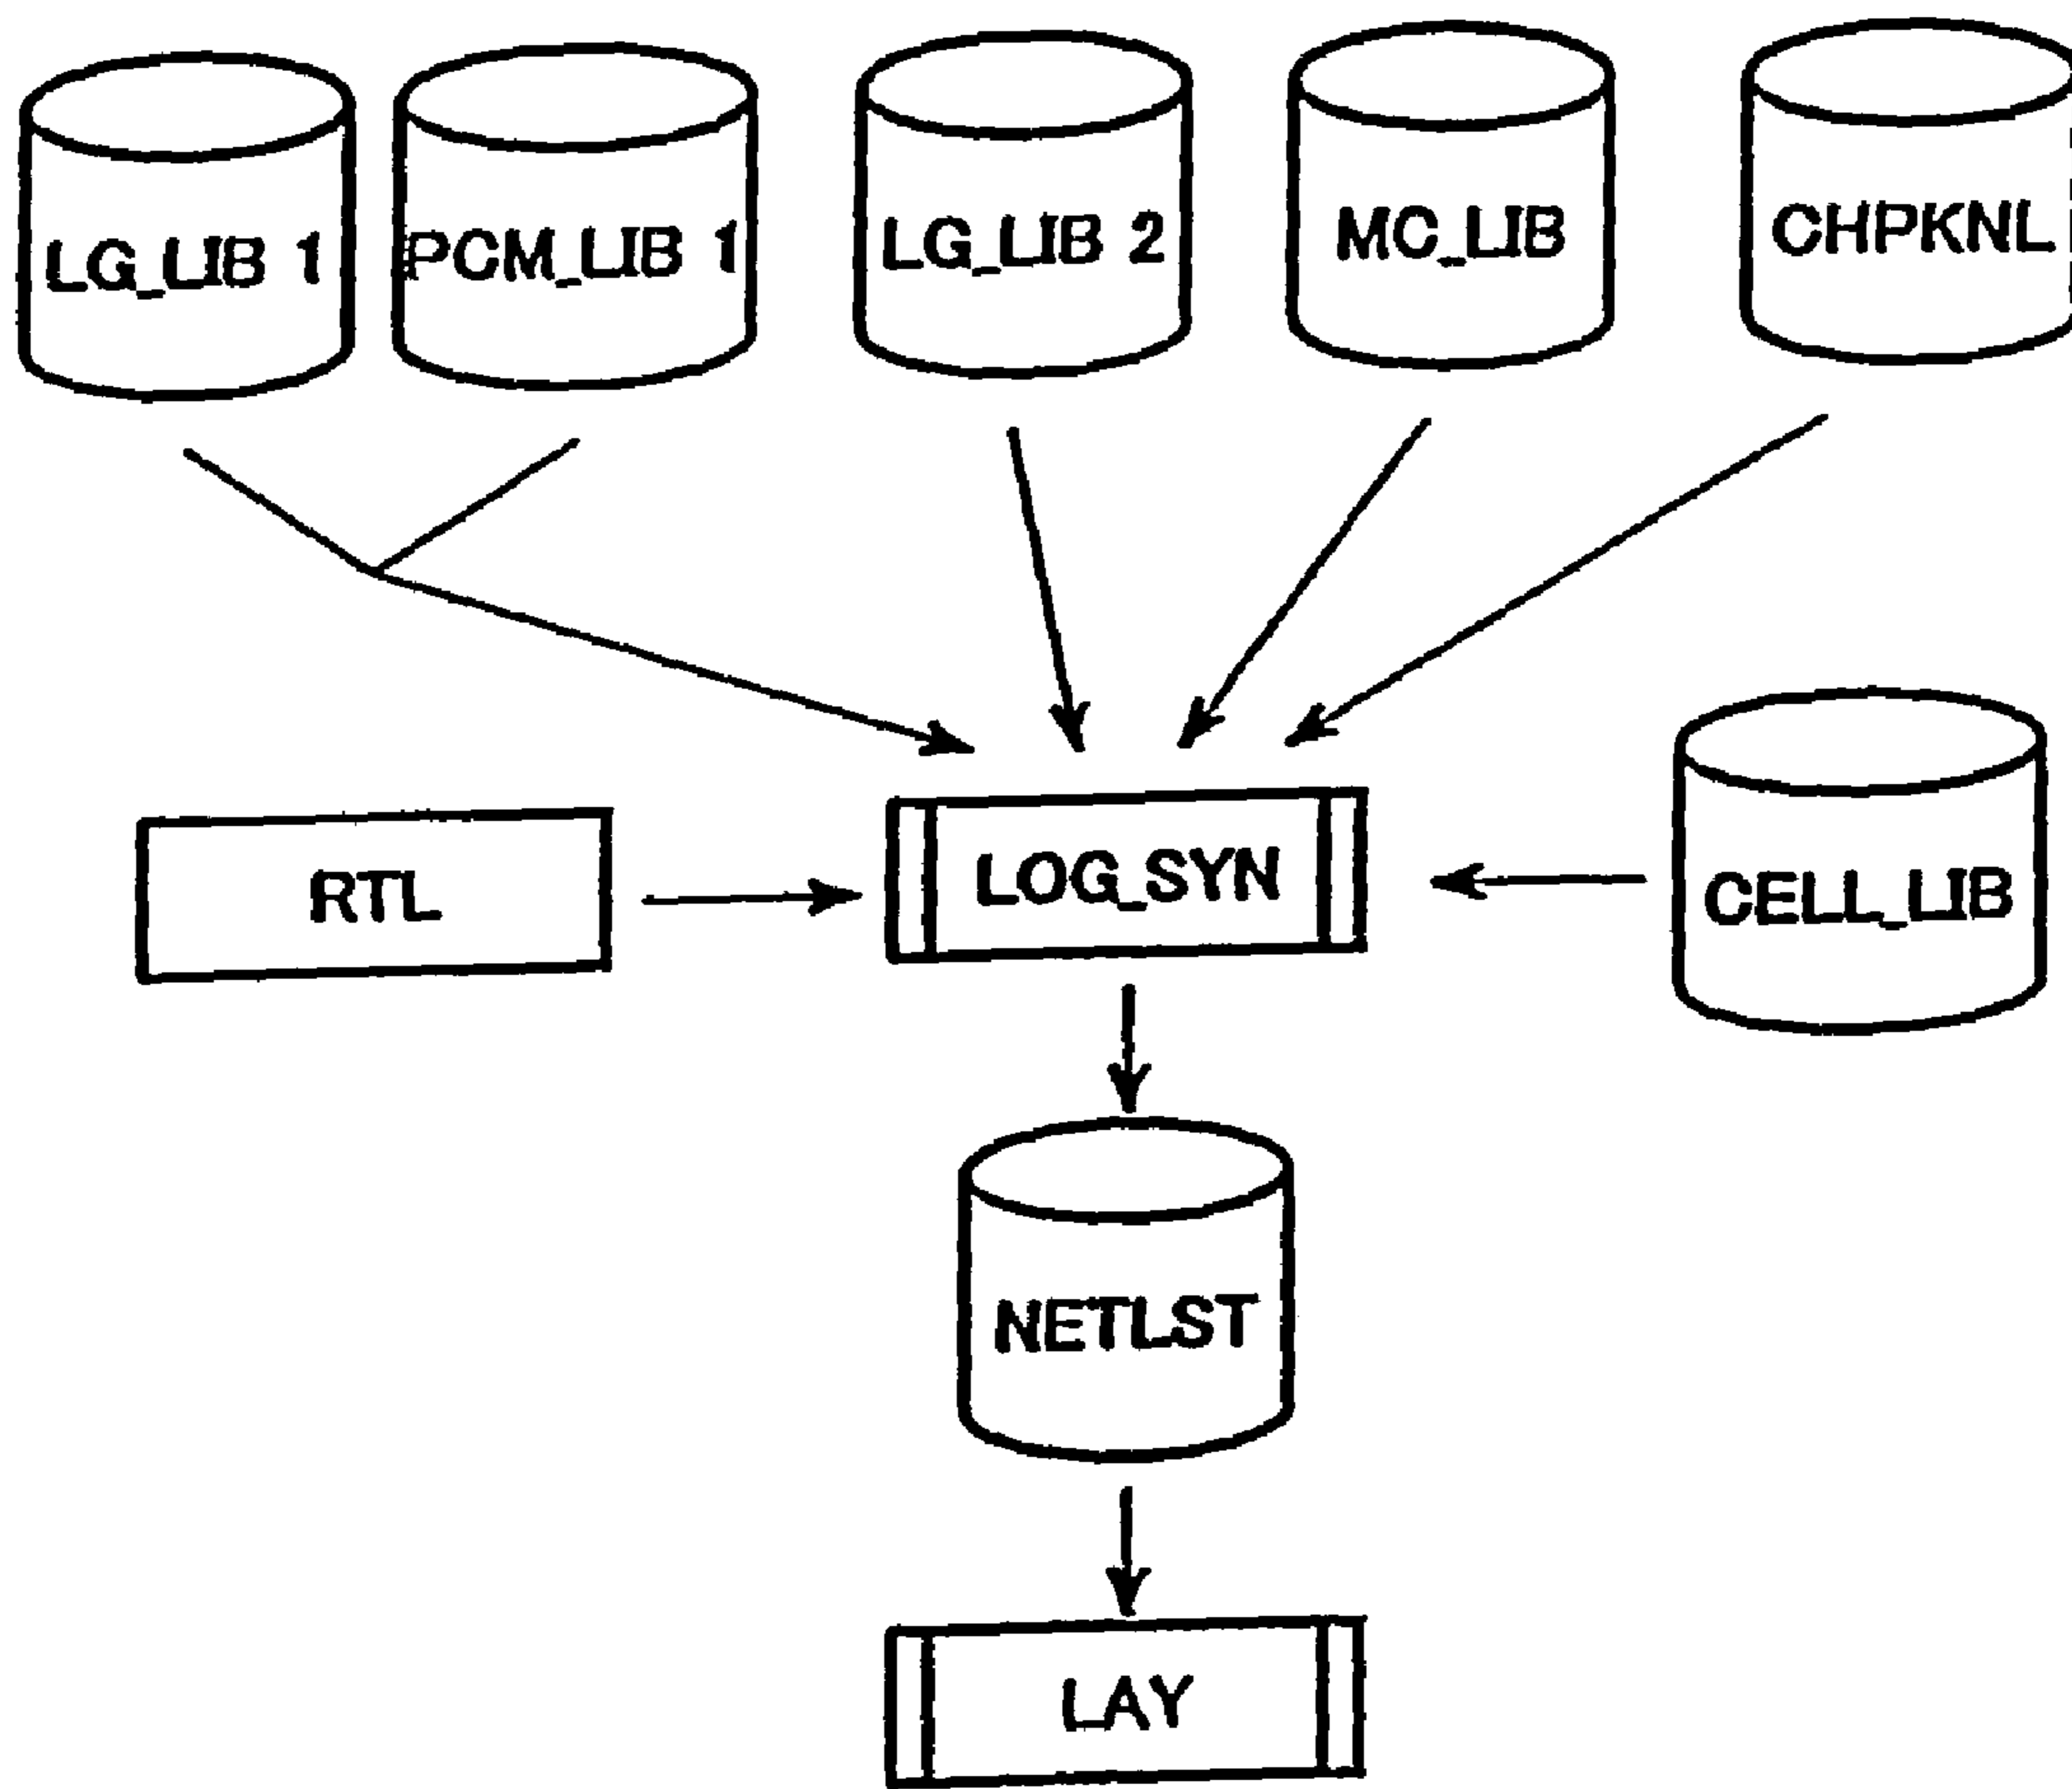 LG_LIB 1
PCM_LIB 1
LG_LIB 2
MC_LIB
CHPKNL
RTL
LOG_SYN
CELL_LIB
NETLST
LAY